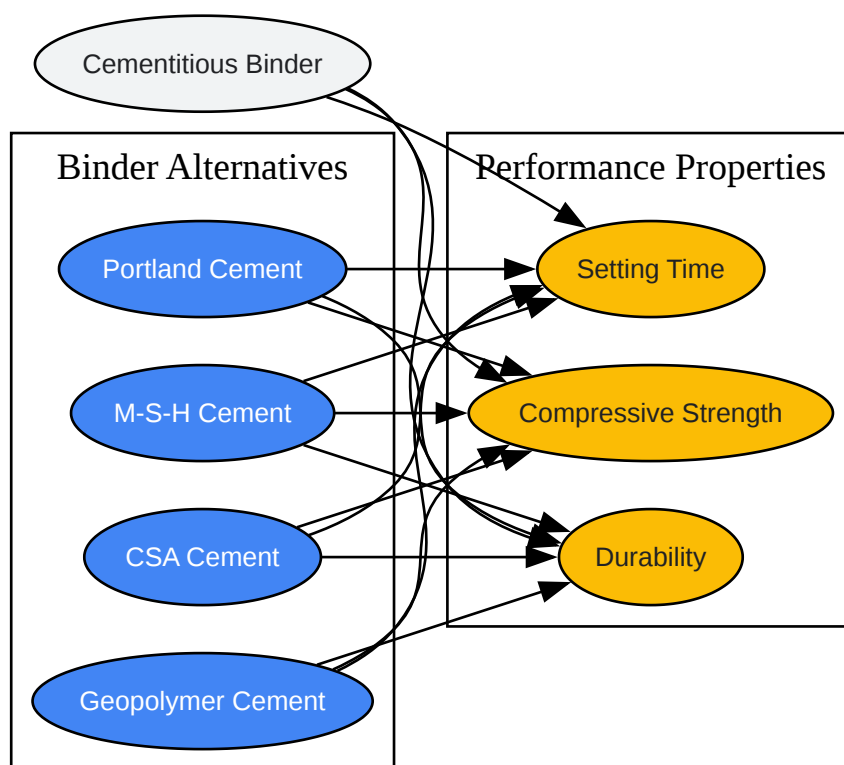 Cementitious Binder
Binder Alternatives
Performance Properties
Portland Cement
Setting Time
M-S-H Cement
Compressive Strength
CSA Cement
Durability
Geopolymer Cement